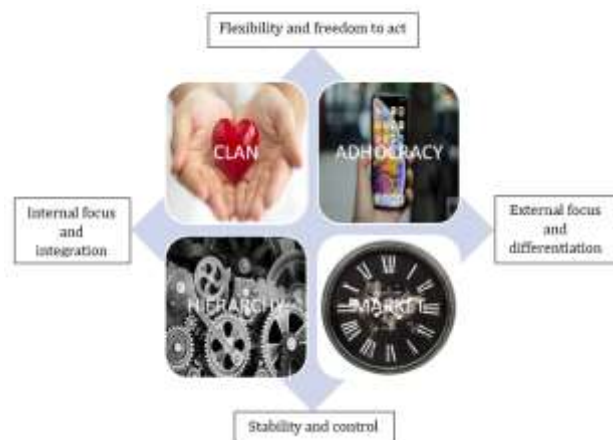 Flexibility and freedom to act
CLAN
ADHOCRACY
Internal focus
and
integration
External focus
and
differentiation
HIERARCHY
MARKET
Stability and control